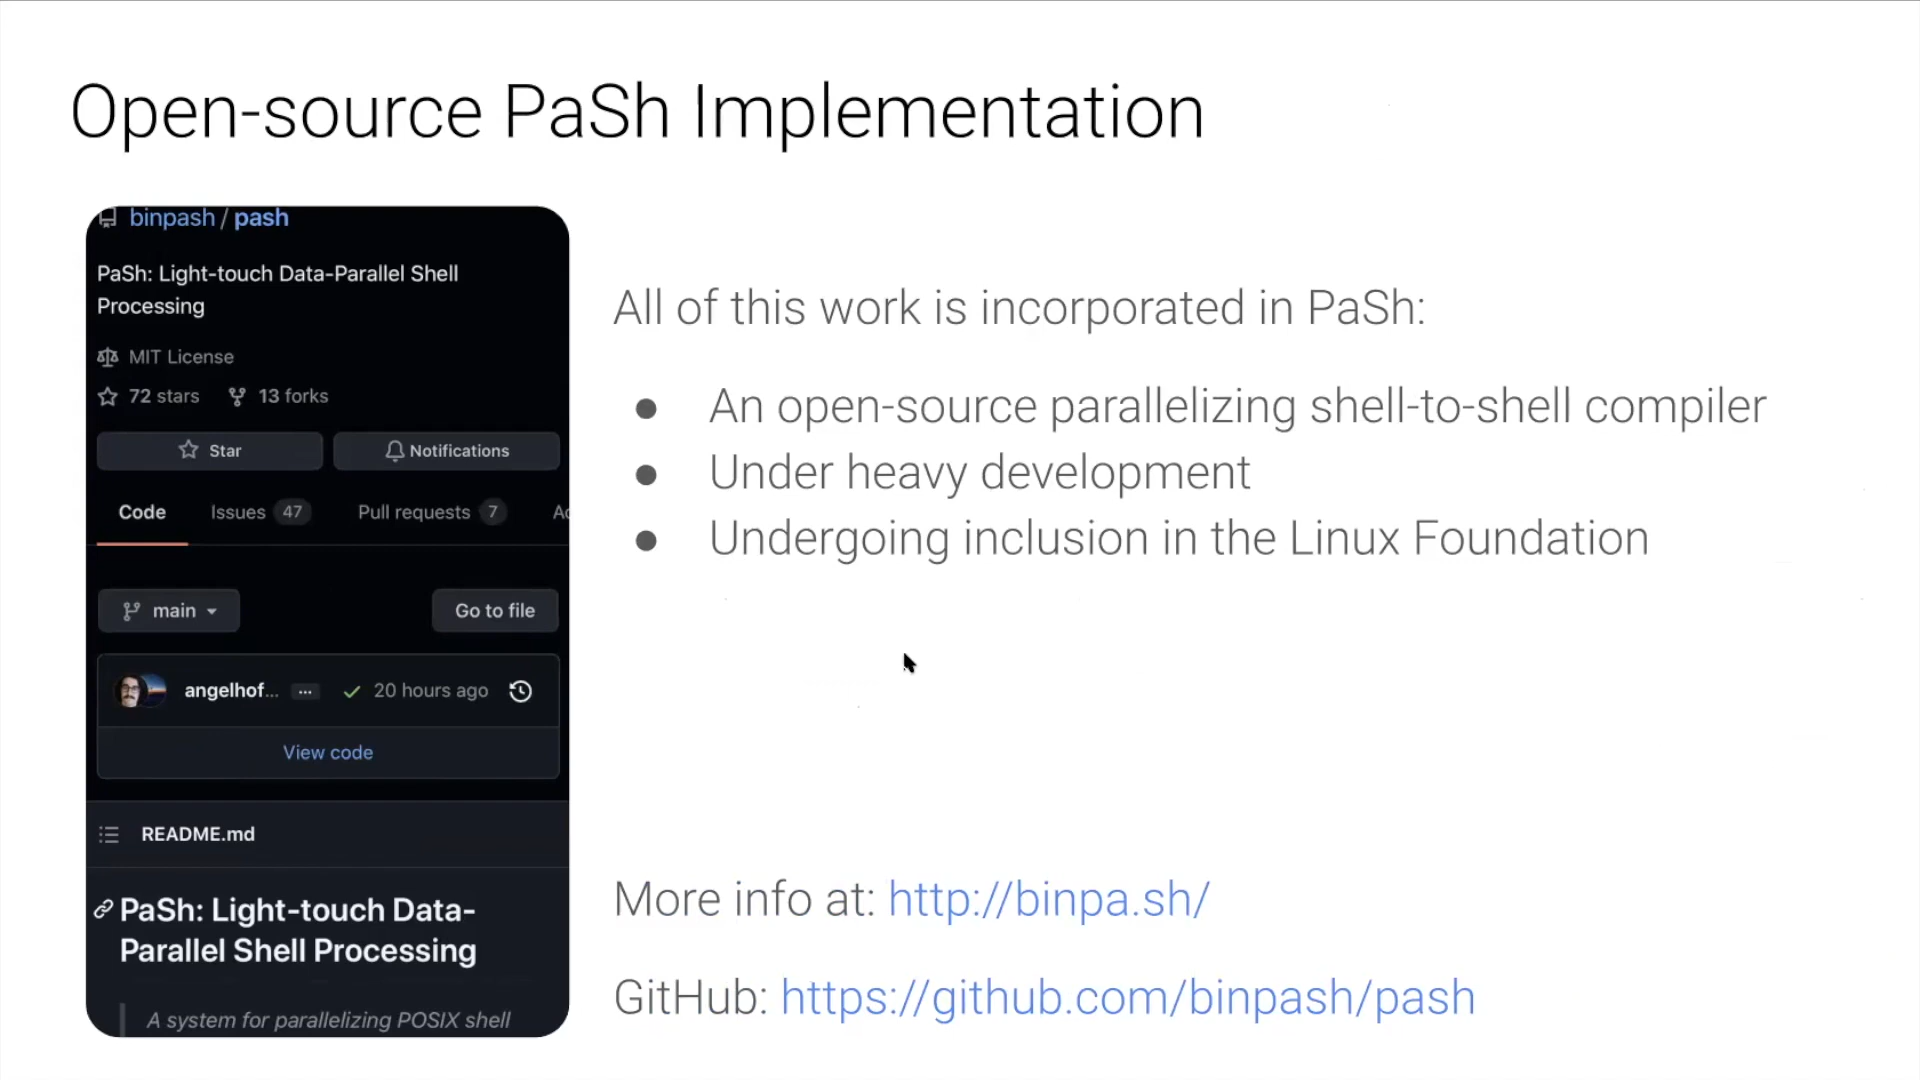 Open-source PaSh Implementation
binpash / pash
PaSh: Light-touch Data-Parallel Shell
Processing
MIT License
72 stars 13 forks
Star Notifications
Code Issues 47 Pull requests 7 Ac
main Go to file
angelhof... ... 20 hours ago
View code
README.md
PaSh: Light-touch Data-
Parallel Shell Processing
A system for parallelizing POSIX shell
All of this work is incorporated in PaSh:
● An open-source parallelizing shell-to-shell compiler
● Under heavy development
● Undergoing inclusion in the Linux Foundation
More info at: http://binpa.sh/
GitHub: https://github.com/binpash/pash